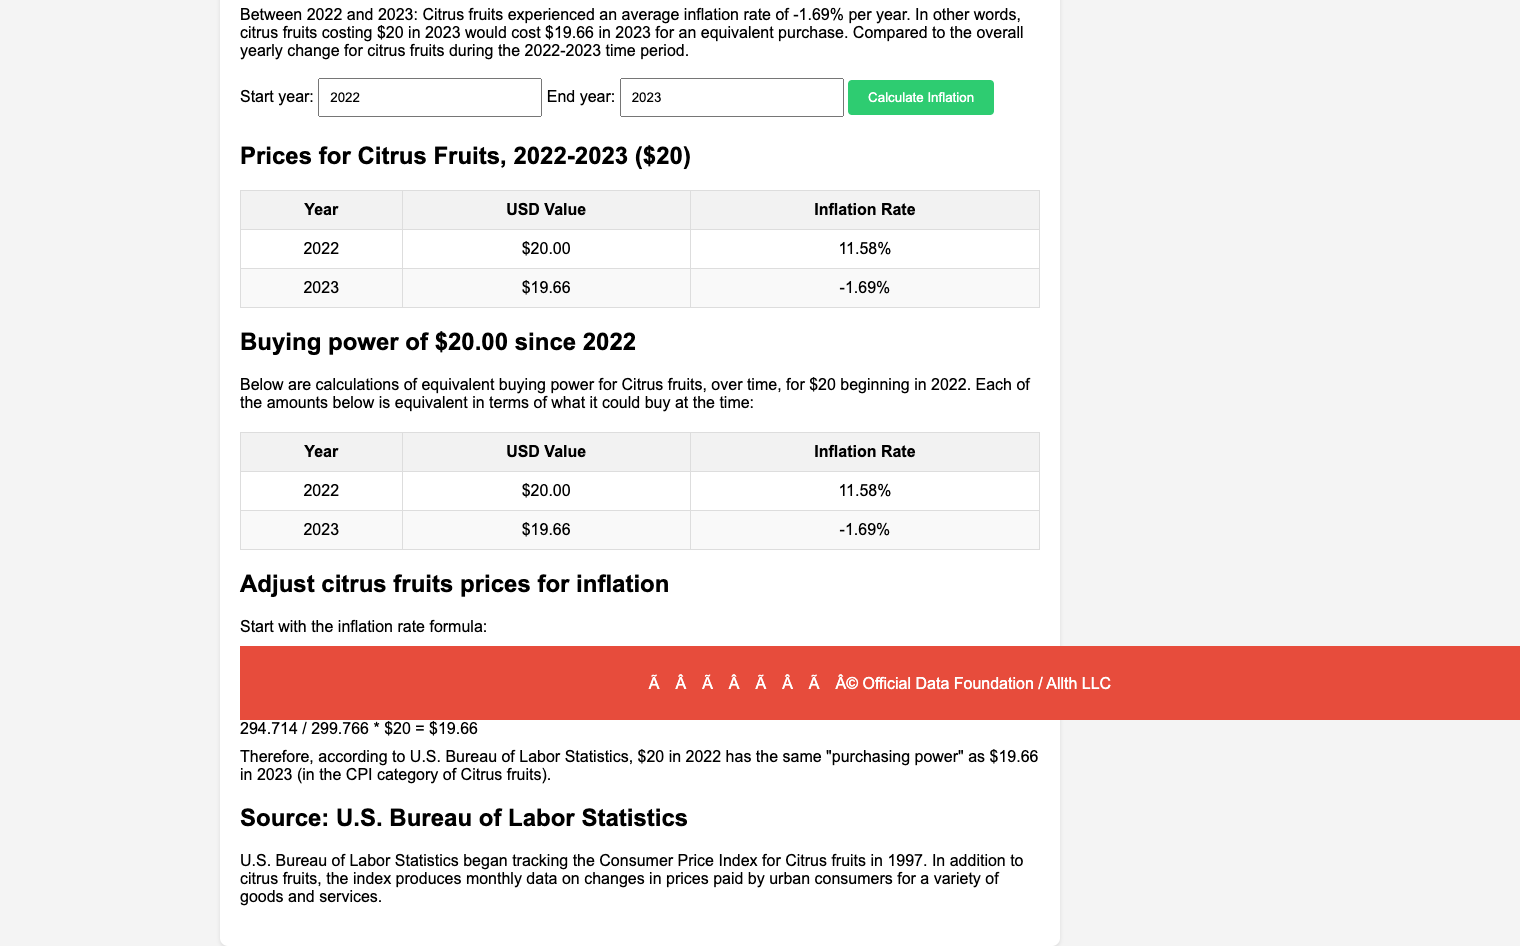 Between 2022 and 2023: Citrus fruits experienced an average inflation rate of -1.69% per year. In other words,
citrus fruits costing $20 in 2023 would cost $19.66 in 2023 for an equivalent purchase. Compared to the overall
yearly change for citrus fruits during the 2022-2023 time period.
Start year: 2022 End year: 2023 Calculate Inflation
Prices for Citrus Fruits, 2022-2023 ($20)
Year USD Value Inflation Rate
2022 $20.00 11.58%
2023 $19.66 -1.69%
Buying power of $20.00 since 2022
Below are calculations of equivalent buying power for Citrus fruits, over time, for $20 beginning in 2022. Each of
the amounts below is equivalent in terms of what it could buy at the time:
Year USD Value Inflation Rate
2022 $20.00 11.58%
2023 $19.66 -1.69%
Adjust citrus fruits prices for inflation
Start with the inflation rate formula:
Ã Â Ã Â Ã Â Ã Â© Official Data Foundation / Allth LLC
294.714 / 299.766 * $20 = $19.66
Therefore, according to U.S. Bureau of Labor Statistics, $20 in 2022 has the same "purchasing power" as $19.66
in 2023 (in the CPI category of Citrus fruits).
Source: U.S. Bureau of Labor Statistics
U.S. Bureau of Labor Statistics began tracking the Consumer Price Index for Citrus fruits in 1997. In addition to
citrus fruits, the index produces monthly data on changes in prices paid by urban consumers for a variety of
goods and services.